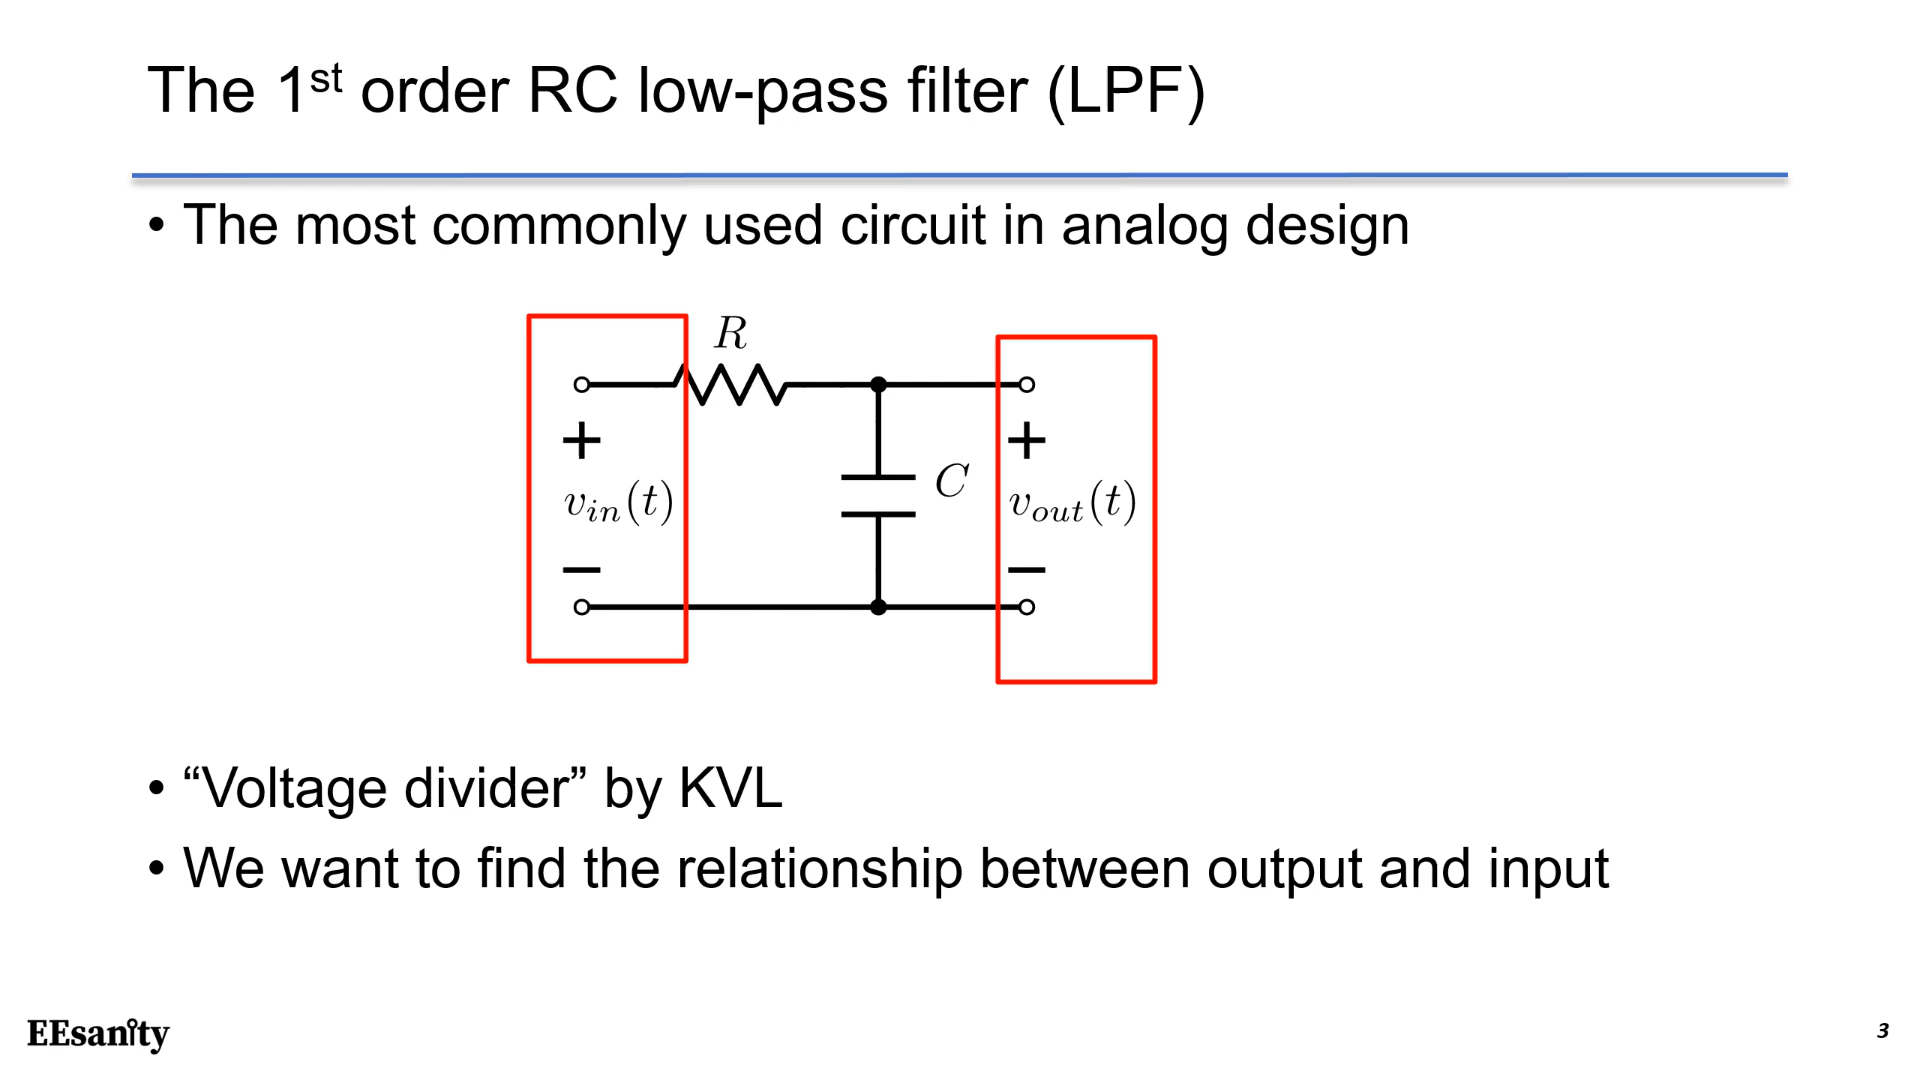 The 1st order RC low-pass filter (LPF)
• The most commonly used circuit in analog design
R
+ +
C
vin(t) vout(t)
− −
• “Voltage divider” by KVL
• We want to find the relationship between output and input
EEsanity
3